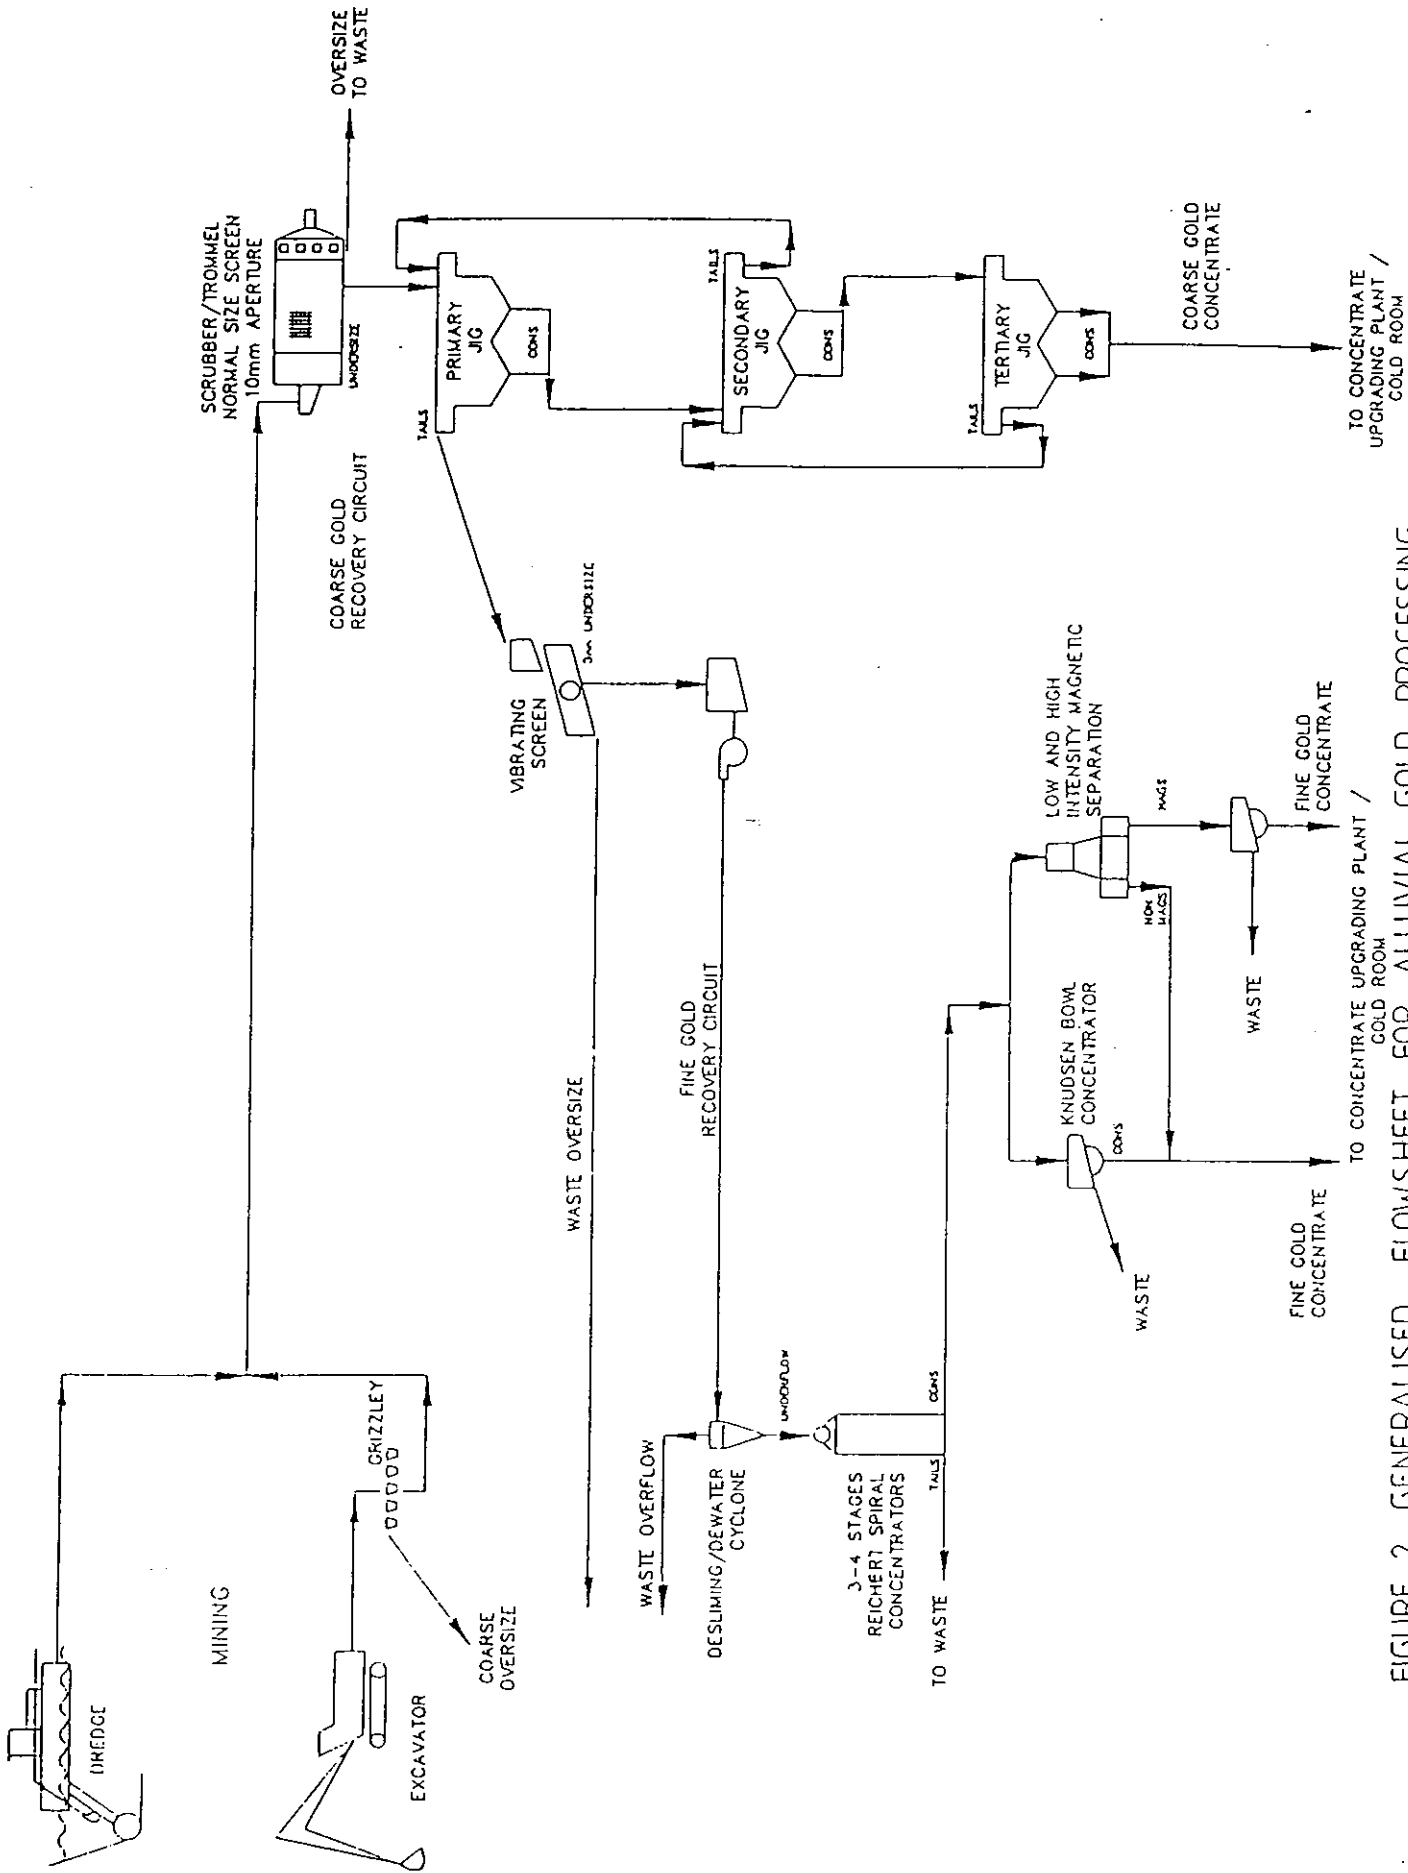 DREDGE
MINING
EXCAVATOR
GRIZZLEY
COARSE
OVERSIZE
SCRUBBER/TROMMEL
NORMAL SIZE SCREEN
10mm APERTURE
UNDERSIZE
OVERSIZE
TO WASTE
COARSE GOLD
RECOVERY CIRCUIT
TAILS
PRIMARY
JIG
CONS
TAILS
SECONDARY
JIG
CONS
TAILS
TERTIARY
JIG
CONS
COARSE GOLD
CONCENTRATE
TO CONCENTRATE
UPGRADING PLANT /
GOLD ROOM
VIBRATING
SCREEN
3mm UNDERSIZE
WASTE OVERSIZE
FINE GOLD
RECOVERY CIRCUIT
WASTE OVERFLOW
DESLIMING/DEWATER
CYCLONE
UNDERFLOW
3-4 STAGES
REICHERT SPIRAL
CONCENTRATORS
TAILS
CONS
TO WASTE
KNUDSEN BOWL
CONCENTRATOR
CONS
WASTE
LOW AND HIGH
INTENSITY MAGNETIC
SEPARATION
NON
MAGS
MAGS
WASTE
FINE GOLD
CONCENTRATE
FINE GOLD
CONCENTRATE
TO CONCENTRATE UPGRADING PLANT /
GOLD ROOM
FIGURE 2 GENERALISED FLOWSHEET FOR ALLUVIAL GOLD PROCESSING